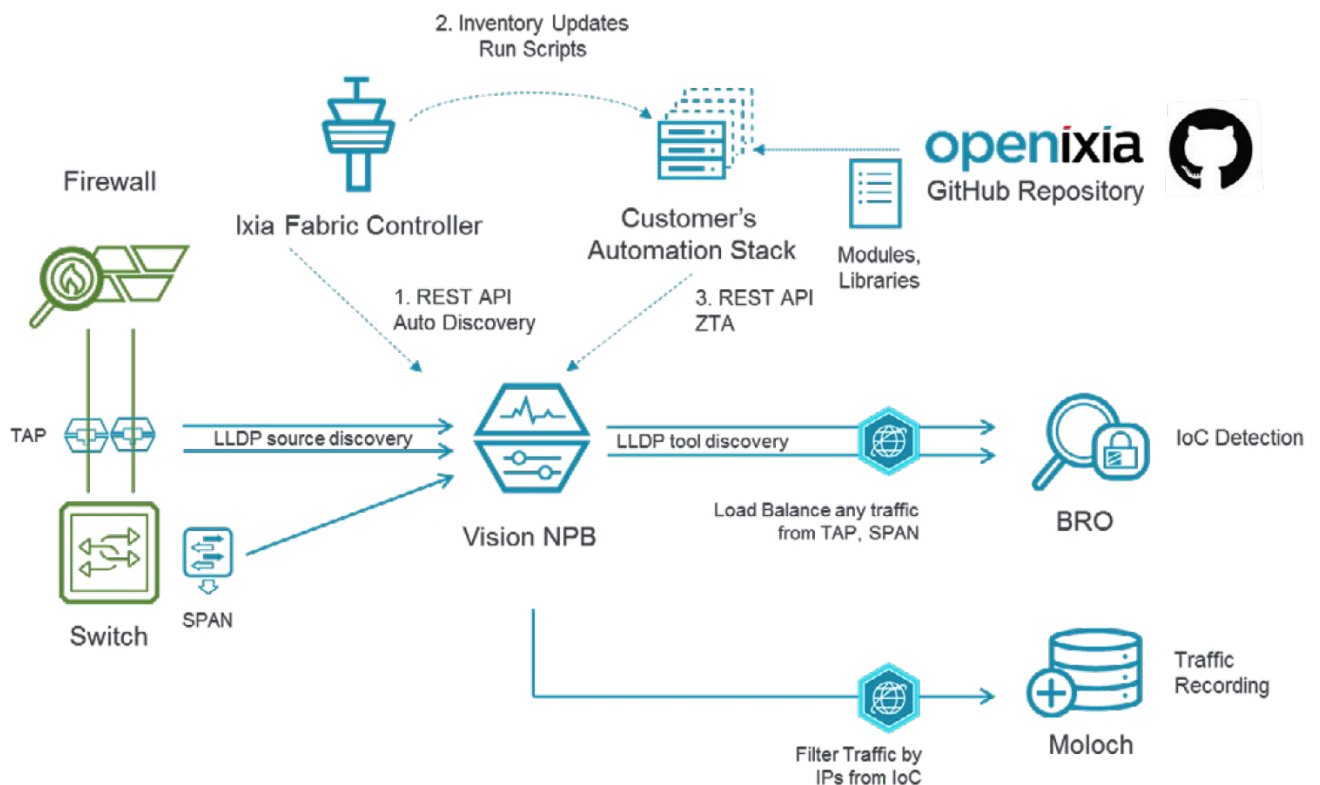 2. Inventory Updates
Run Scripts
openixia
GitHub Repository
Firewall
Ixia Fabric Controller
Customer's
Automation Stack
Modules,
Libraries
1. REST API
Auto Discovery
3. REST API
ZTA
TAP
LLDP source discovery
LLDP tool discovery
IoC Detection
Load Balance any traffic
from TAP, SPAN
BRO
Vision NPB
SPAN
Switch
Traffic
Recording
Moloch
Filter Traffic by
IPs from IoC